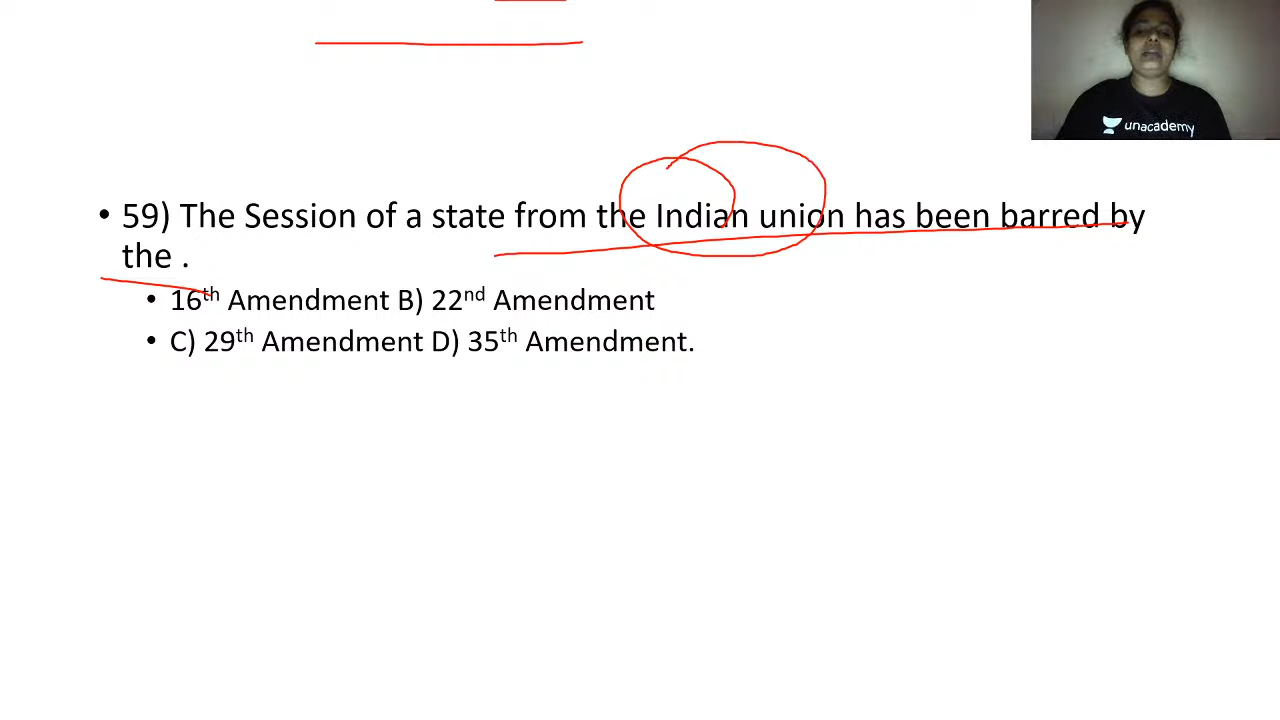 unacademy
• 59) The Session of a state from the Indian union has been barred by
the .
• 16th Amendment B) 22nd Amendment
• C) 29th Amendment D) 35th Amendment.